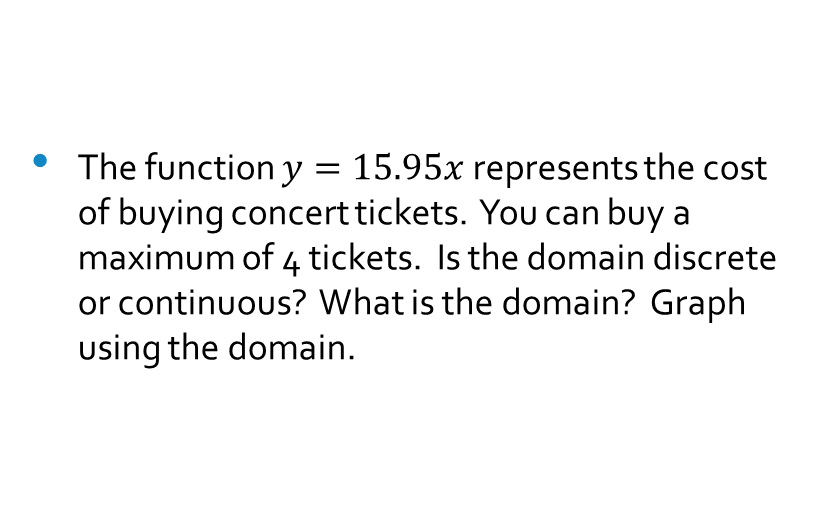 • The function y = 15.95x represents the cost
of buying concert tickets. You can buy a
maximum of 4 tickets. Is the domain discrete
or continuous? What is the domain? Graph
using the domain.